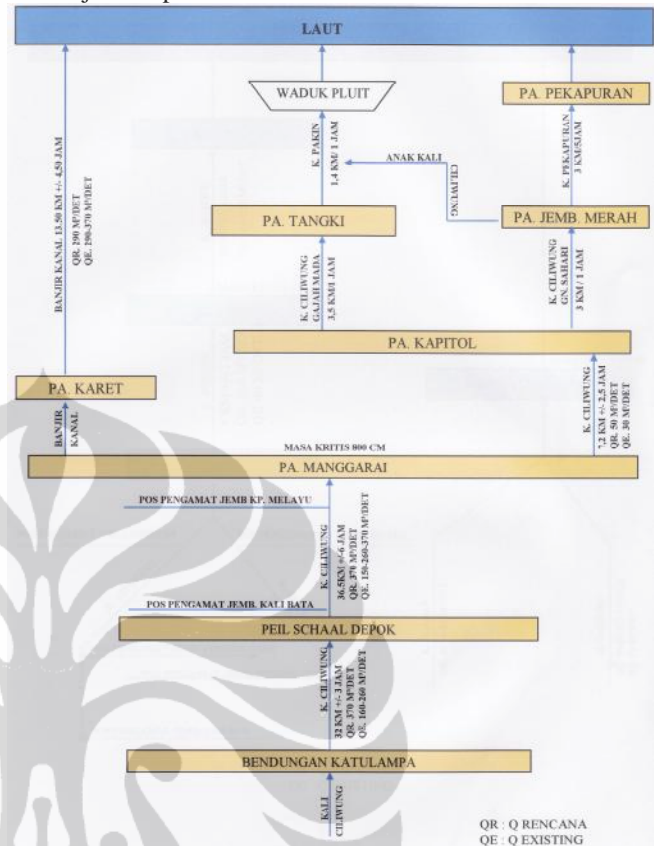 LAUT
WADUK PLUIT
PA. PEKAPURAN
BANJIR KANAL 13.50 KM +/- 4,50 JAM
QR. 290 M³/DET
QE. 290-370 M³/DET
K. PAKIN
1,4 KM/ 1 JAM
ANAK KALI
CILIWUNG
K. PEKAPURAN
3 KM/5JAM
PA. TANGKI
PA. JEMB. MERAH
K. CILIWUNG
GAJAH MADA
3,5 KM/1 JAM
K. CILIWUNG
GN. SAHARI
3 KM / 1 JAM
PA. KAPITOL
PA. KARET
BANJIR
KANAL
K. CILIWUNG
7,2 KM +/- 2,5 JAM
QR. 50 M³/DET
QE. 30 M³/DET
MASA KRITIS 800 CM
PA. MANGGARAI
POS PENGAMAT JEMB KP. MELAYU
K. CILIWUNG
36.5KM +/-6 JAM
QR. 370 M³/DET
QE. 150-260-370 M³/DET
POS PENGAMAT JEMB. KALI BATA
PEIL SCHAAL DEPOK
K. CILIWUNG
32 KM +/- 3 JAM
QR. 370 M³/DET
QE. 160-260 M³/DET
BENDUNGAN KATULAMPA
KALI
CILIWUNG
QR : Q RENCANA
QE : Q EXISTING